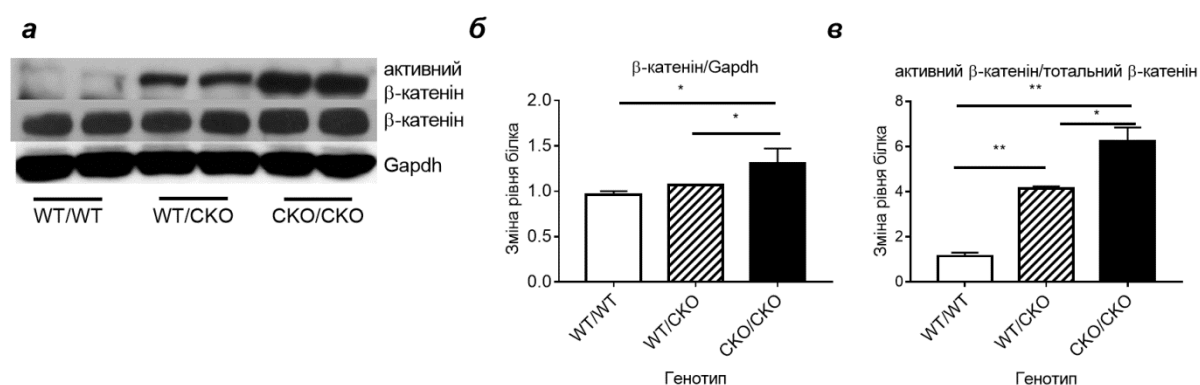 а
активний
β-катенін
β-катенін
Gapdh
WT/WT WT/CKO CKO/CKO
б
β-катенін/Gapdh
Зміна рівня білка
2.0
1.5
1.0
0.5
0.0
*
*
WT/WT
WT/CKO
CKO/CKO
Генотип
в
активний β-катенін/тотальний β-катенін
Зміна рівня білка
8
6
4
2
0
**
*
**
WT/WT
WT/CKO
CKO/CKO
Генотип